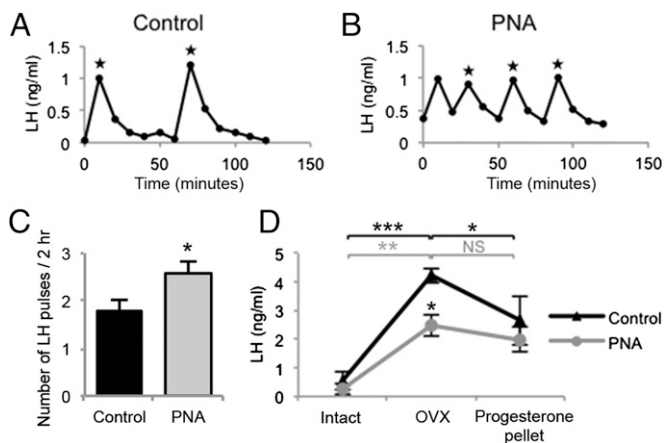 A
Control
B
PNA
LH (ng/ml)
1.5
1
0.5
0
0 50 100 150
Time (minutes)
LH (ng/ml)
1.5
1
0.5
0
0 50 100 150
Time (minutes)
C
Number of LH pulses / 2 hr
3
2
1
0
*
Control PNA
D
*** *
** NS
LH (ng/ml)
5
4
3
2
1
0
*
Intact OVX Progesterone
pellet
Control
PNA